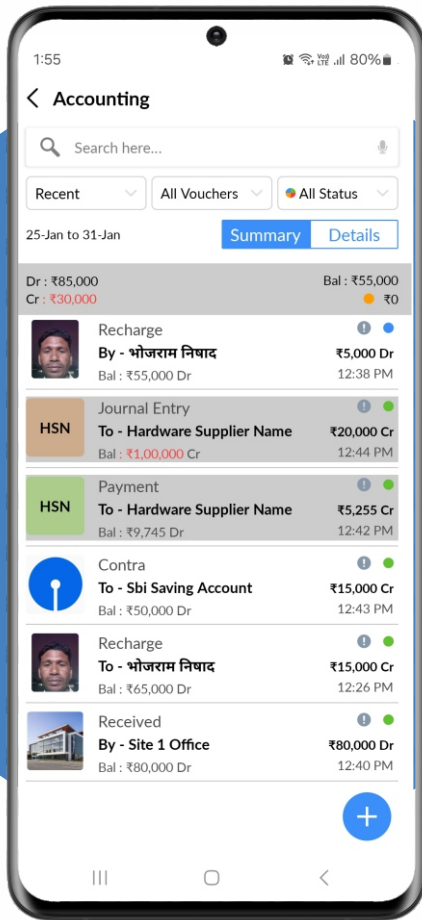 1:55 Vo) LTE 80%
Accounting
Search here...
Recent All Vouchers All Status
25-Jan to 31-Jan Summary Details
Dr : ₹85,000 Bal : ₹55,000
Cr : ₹30,000 ₹0
Recharge
By - भोजराम निषाद ₹5,000 Dr
Bal : ₹55,000 Dr 12:38 PM
HSN
Journal Entry
To - Hardware Supplier Name ₹20,000 Cr
Bal : ₹1,00,000 Cr 12:44 PM
HSN
Payment
To - Hardware Supplier Name ₹5,255 Cr
Bal : ₹9,745 Dr 12:42 PM
Contra
To - Sbi Saving Account ₹15,000 Cr
Bal : ₹50,000 Dr 12:43 PM
Recharge
To - भोजराम निषाद ₹15,000 Cr
Bal : ₹65,000 Dr 12:26 PM
Received
By - Site 1 Office ₹80,000 Dr
Bal : ₹80,000 Dr 12:40 PM